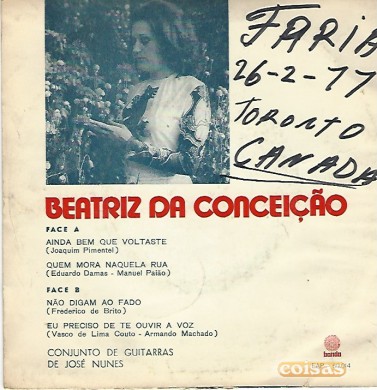 FARIA
26-2-77
TORONTO
CANADA
BEATRIZ DA CONCEIÇÃO
FACE A
AINDA BEM QUE VOLTASTE
(Joaquim Pimentel)
QUEM MORA NAQUELA RUA
(Eduardo Damas - Manuel Paião)
FACE B
NÃO DIGAM AO FADO
(Frederico de Brito)
EU PRECISO DE TE OUVIR A VOZ
(Vasco de Lima Couto - Armando Machado)
CONJUNTO DE GUITARRAS
DE JOSÉ NUNES
banda
coisas